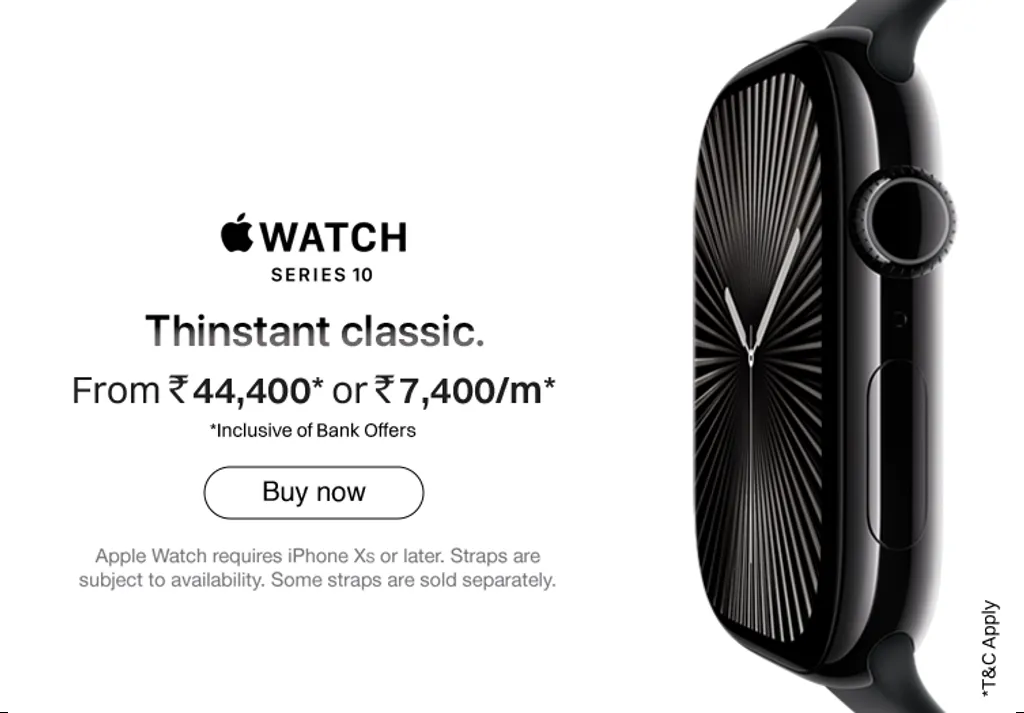 WATCH
SERIES 10
Thinstant classic.
From ₹44,400* or ₹7,400/m*
*Inclusive of Bank Offers
Buy now
Apple Watch requires iPhone Xs or later. Straps are
subject to availability. Some straps are sold separately.
*T&C Apply